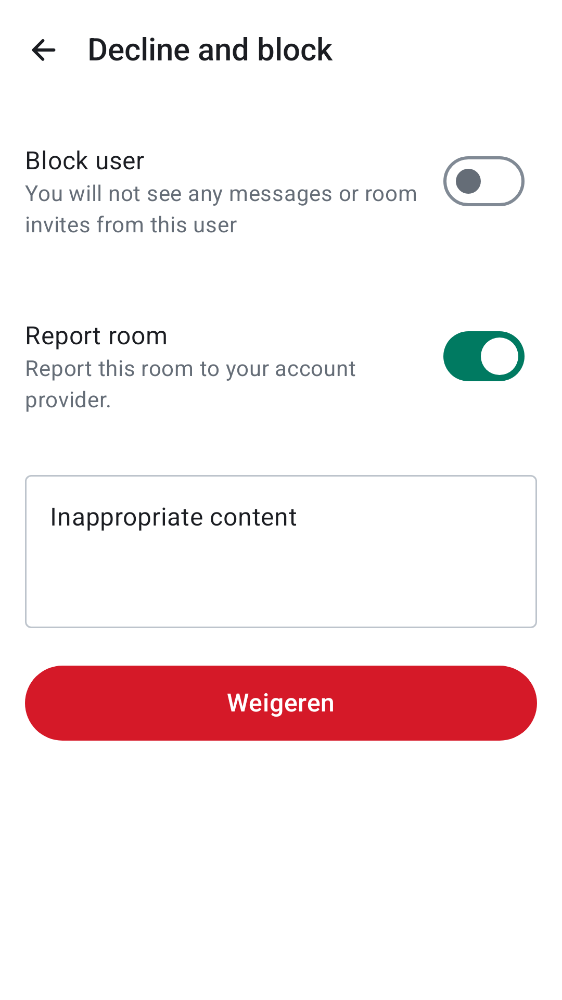 Decline and block
Block user
You will not see any messages or room
invites from this user
Report room
Report this room to your account
provider.
Inappropriate content
Weigeren